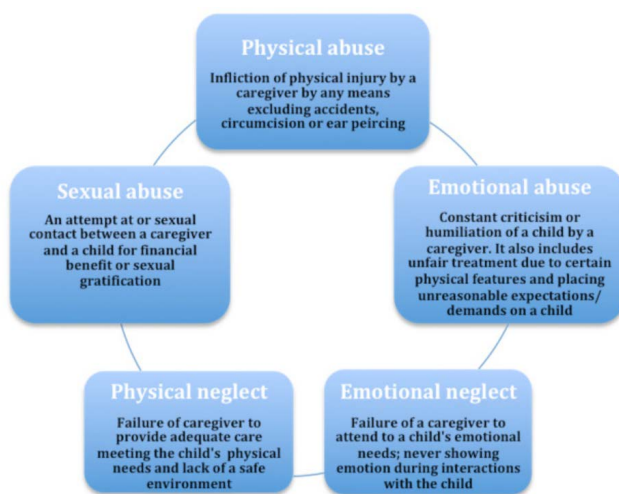 Physical abuse
Infliction of physical injury by a
caregiver by any means
excluding accidents,
circumcision or ear peircing
Emotional abuse
Constant criticisim or
humiliation of a child by a
caregiver. It also includes
unfair treatment due to certain
physical features and placing
unreasonable expectations/
demands on a child
Emotional neglect
Failure of a caregiver to
attend to a child's emotional
needs; never showing
emotion during interactions
with the child
Physical neglect
Failure of caregiver to
provide adequate care
meeting the child's physical
needs and lack of a safe
environment
Sexual abuse
An attempt at or sexual
contact between a caregiver
and a child for financial
benefit or sexual
gratification